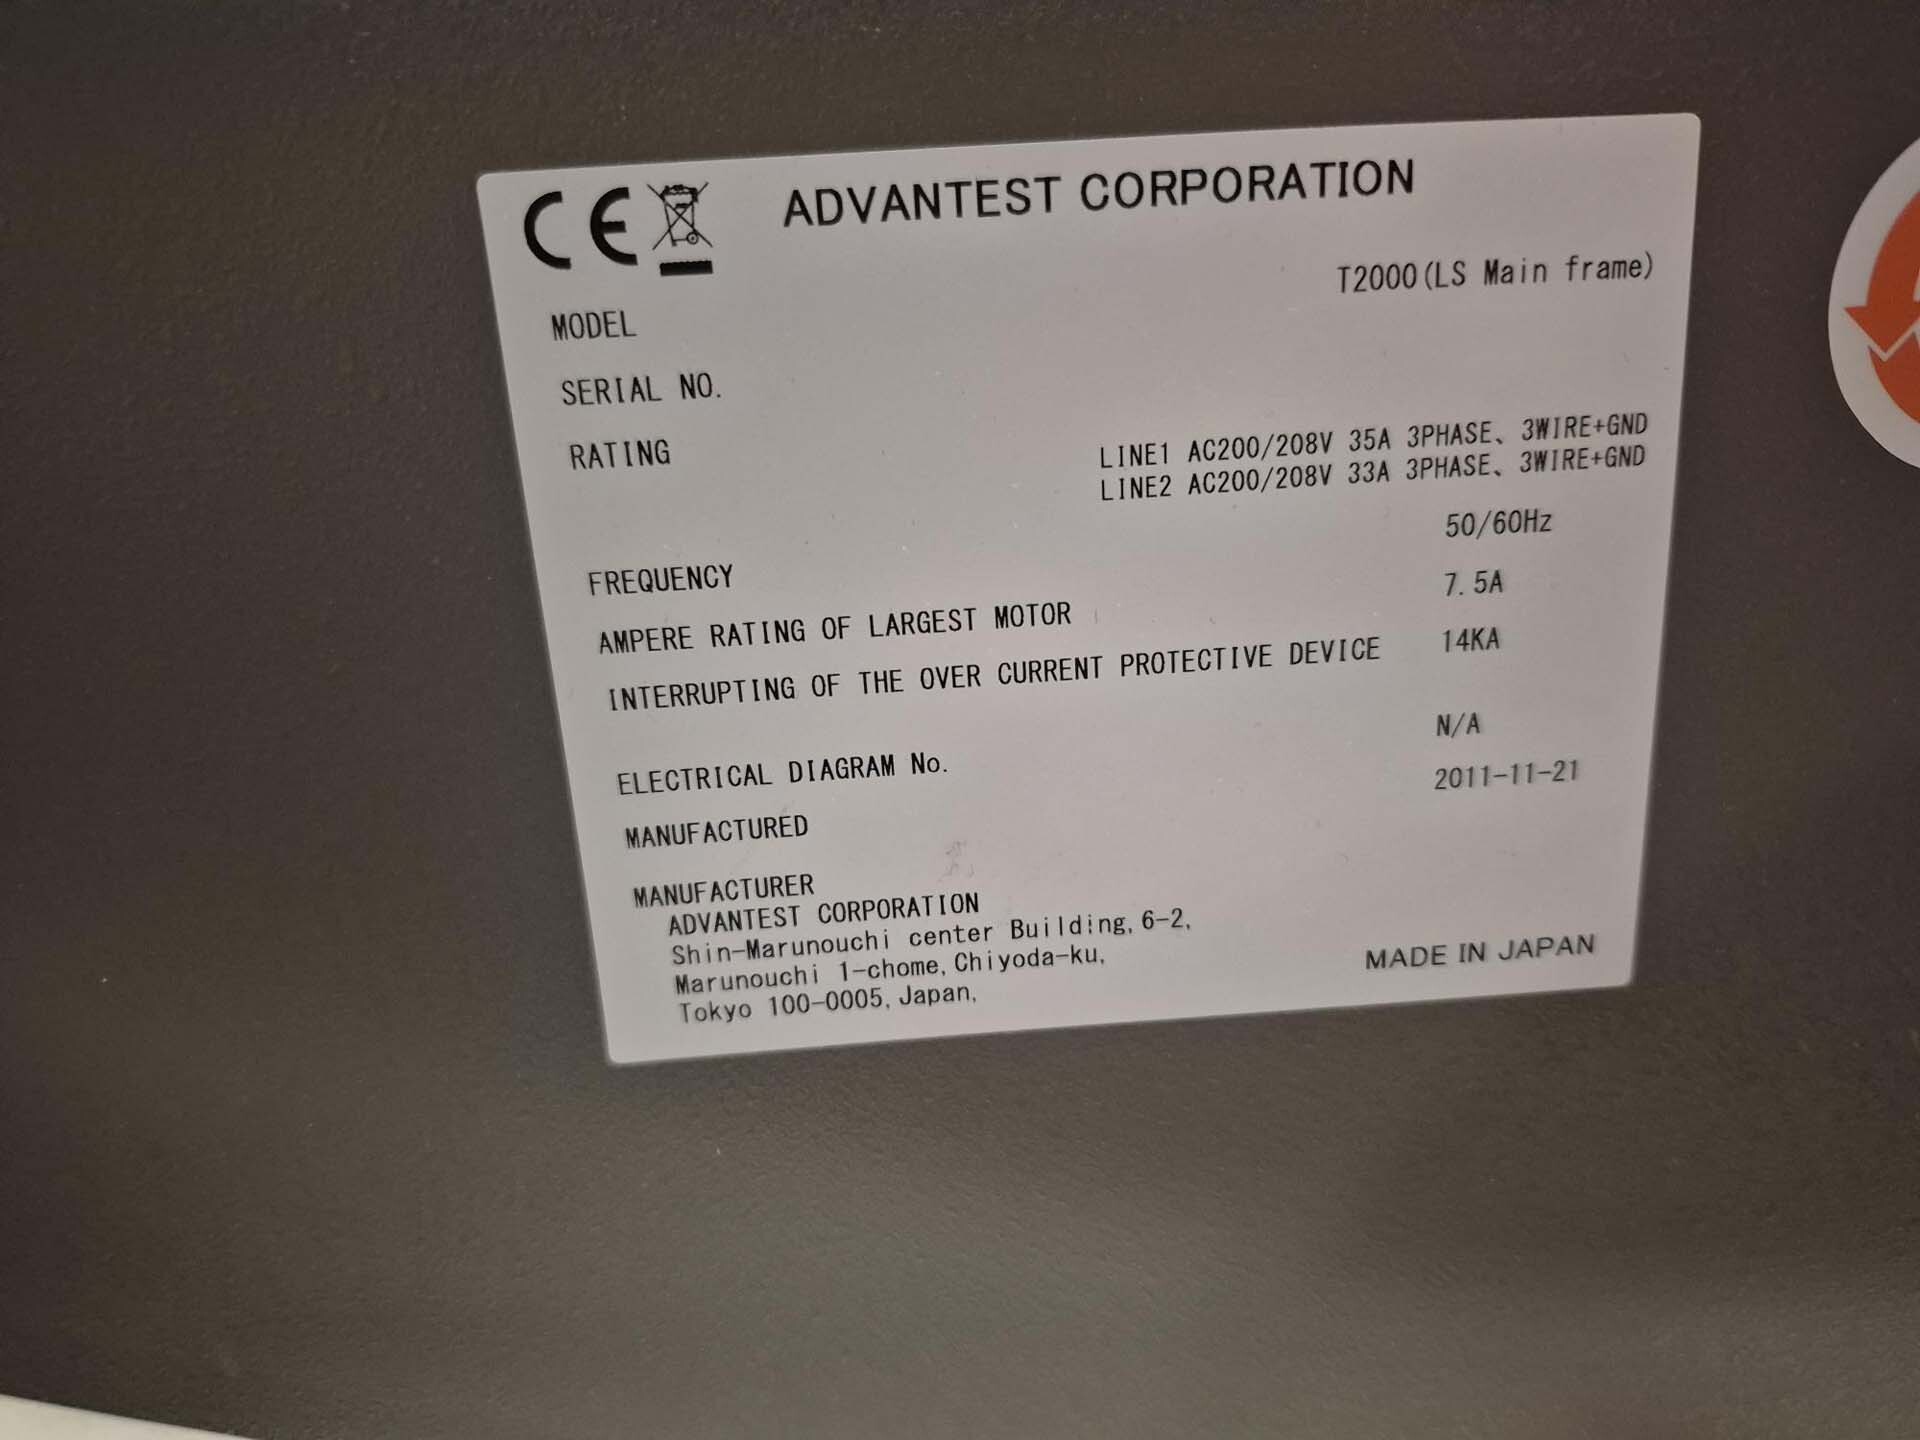 CE ADVANTEST CORPORATION
MODEL T2000(LS Main frame)
SERIAL NO.
RATING LINE1 AC200/208V 35A 3PHASE、3WIRE+GND
LINE2 AC200/208V 33A 3PHASE、3WIRE+GND
FREQUENCY 50/60Hz
AMPERE RATING OF LARGEST MOTOR 7.5A
INTERRUPTING OF THE OVER CURRENT PROTECTIVE DEVICE 14KA
ELECTRICAL DIAGRAM No. N/A
MANUFACTURED 2011-11-21
MANUFACTURER
ADVANTEST CORPORATION
Shin-Marunouchi center Building, 6-2,
Marunouchi 1-chome, Chiyoda-ku,
Tokyo 100-0005, Japan,
MADE IN JAPAN